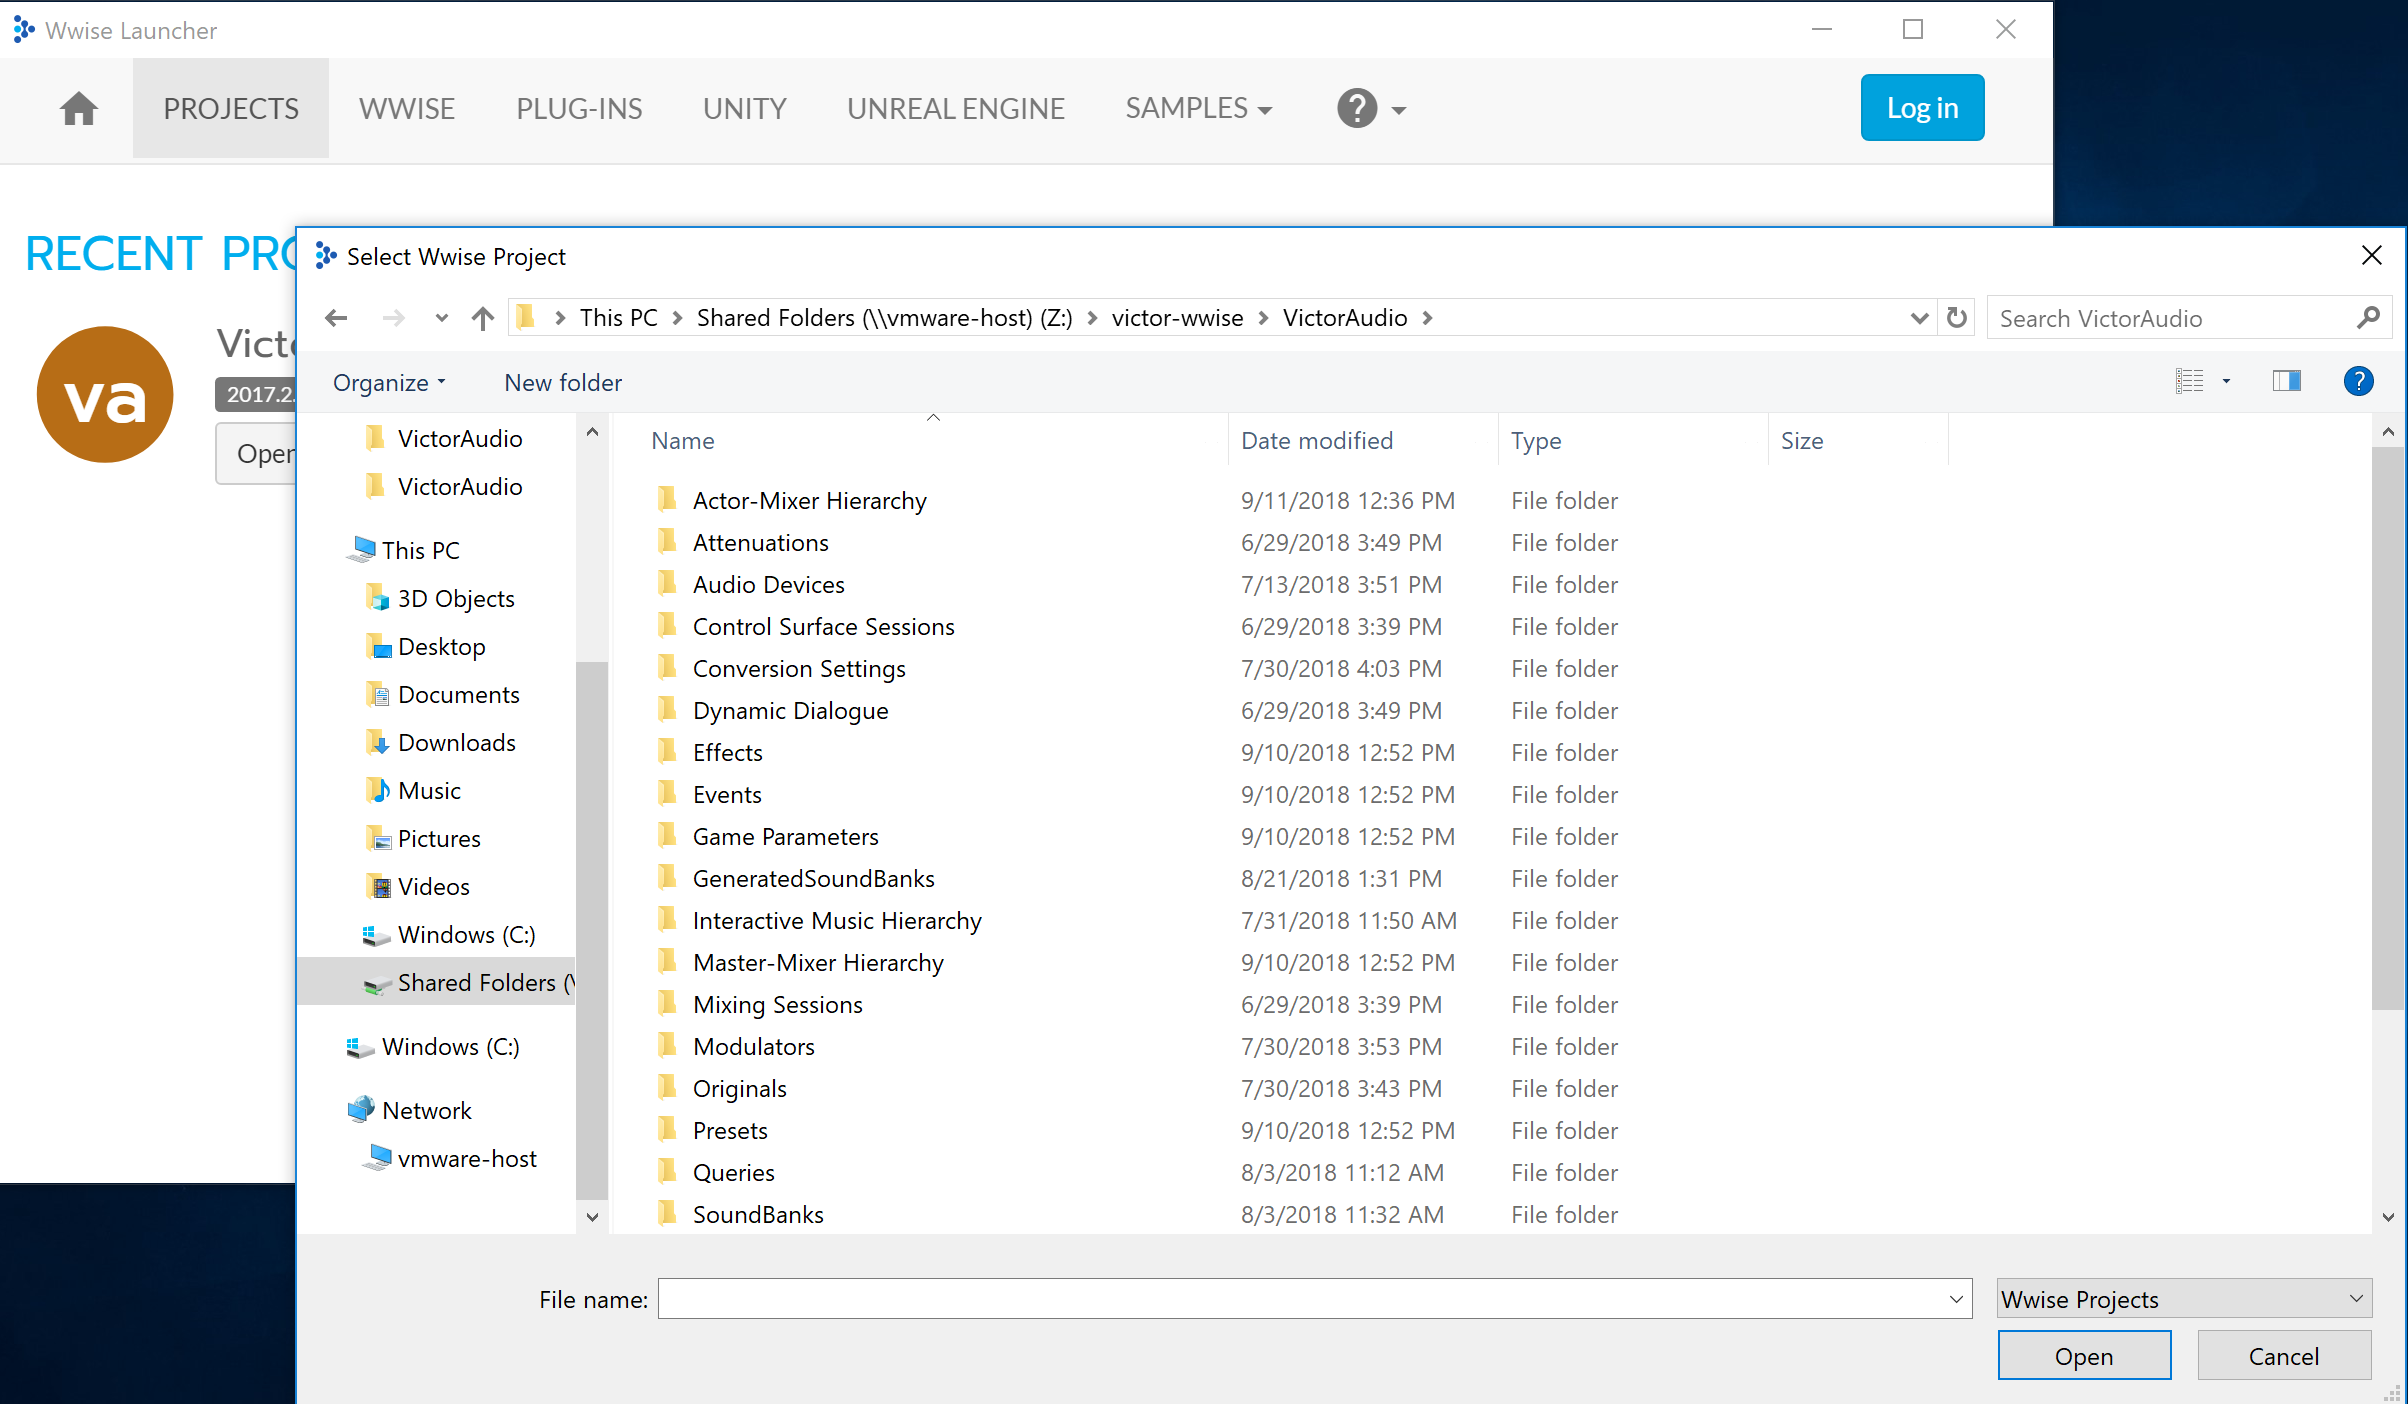 Wwise Launcher
PROJECTS WWISE PLUG-INS UNITY UNREAL ENGINE SAMPLES ? Log in
RECENT PRO
Select Wwise Project
This PC Shared Folders (\\vmware-host) (Z:) victor-wwise VictorAudio
Search VictorAudio
va
Victo
2017.2.
Open
Organize New folder ?
VictorAudio
VictorAudio
This PC
3D Objects
Desktop
Documents
Downloads
Music
Pictures
Videos
Windows (C:)
Shared Folders (\
Windows (C:)
Network
vmware-host
Name Date modified Type Size
Actor-Mixer Hierarchy 9/11/2018 12:36 PM File folder
Attenuations 6/29/2018 3:49 PM File folder
Audio Devices 7/13/2018 3:51 PM File folder
Control Surface Sessions 6/29/2018 3:39 PM File folder
Conversion Settings 7/30/2018 4:03 PM File folder
Dynamic Dialogue 6/29/2018 3:49 PM File folder
Effects 9/10/2018 12:52 PM File folder
Events 9/10/2018 12:52 PM File folder
Game Parameters 9/10/2018 12:52 PM File folder
GeneratedSoundBanks 8/21/2018 1:31 PM File folder
Interactive Music Hierarchy 7/31/2018 11:50 AM File folder
Master-Mixer Hierarchy 9/10/2018 12:52 PM File folder
Mixing Sessions 6/29/2018 3:39 PM File folder
Modulators 7/30/2018 3:53 PM File folder
Originals 7/30/2018 3:43 PM File folder
Presets 9/10/2018 12:52 PM File folder
Queries 8/3/2018 11:12 AM File folder
SoundBanks 8/3/2018 11:32 AM File folder
File name: Wwise Projects
Open Cancel